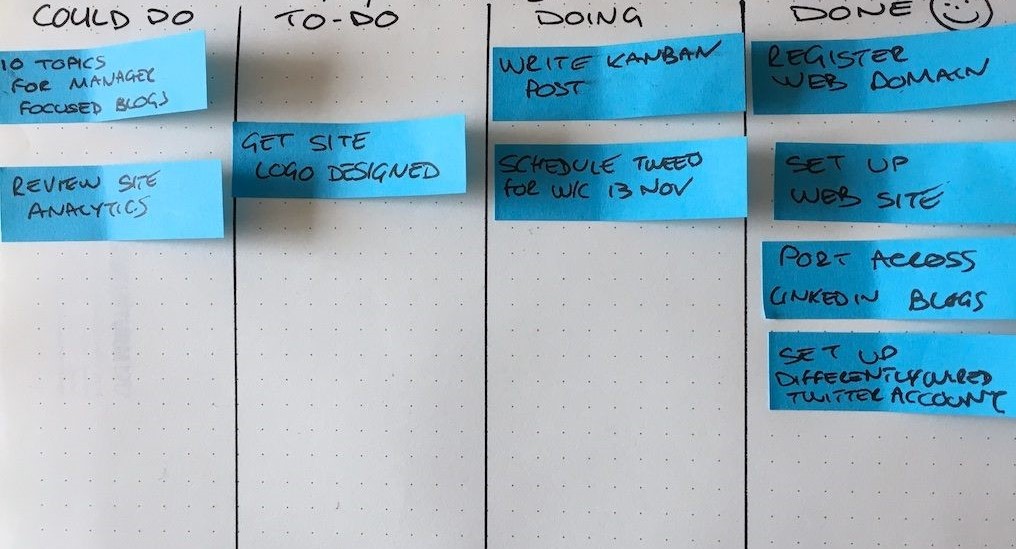 COULD DO
10 TOPICS
FOR MANAGER
FOCUSED BLOGS
REVIEW SITE
ANALYTICS
TO-DO
GET SITE
LOGO DESIGNED
DOING
WRITE KANBAN
POST
SCHEDULE TWEED
FOR W/C 13 NOV
DONE
REGISTER
WEB DOMAIN
SET UP
WEB SITE
PORT ACROSS
LINKEDIN BLOGS
SET UP
DIFFERENTLYWIRED
TWITTER ACCOUNT